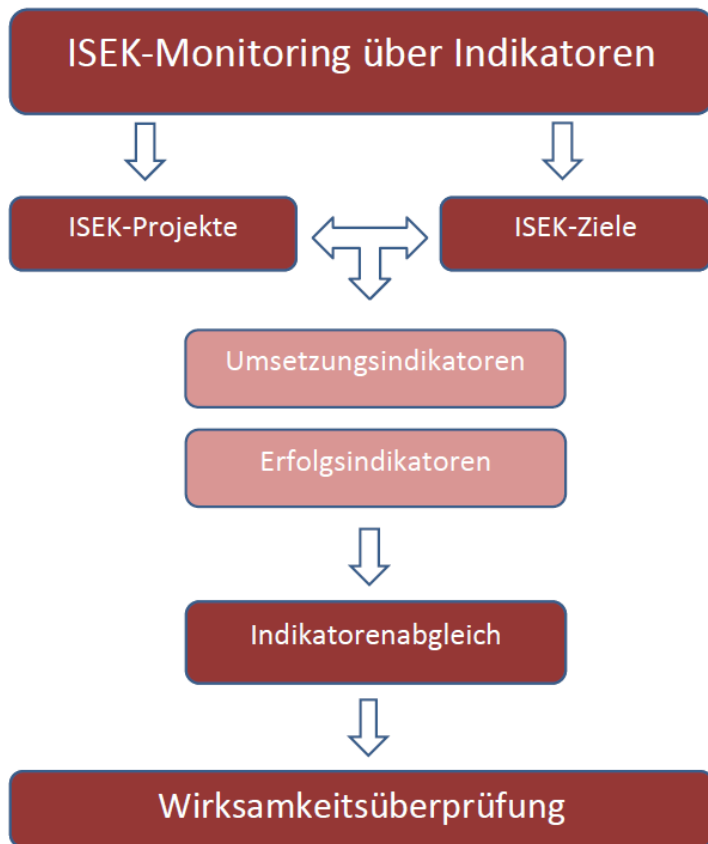 ISEK-Monitoring über Indikatoren
ISEK-Projekte
ISEK-Ziele
Umsetzungsindikatoren
Erfolgsindikatoren
Indikatorenabgleich
Wirksamkeitsüberprüfung